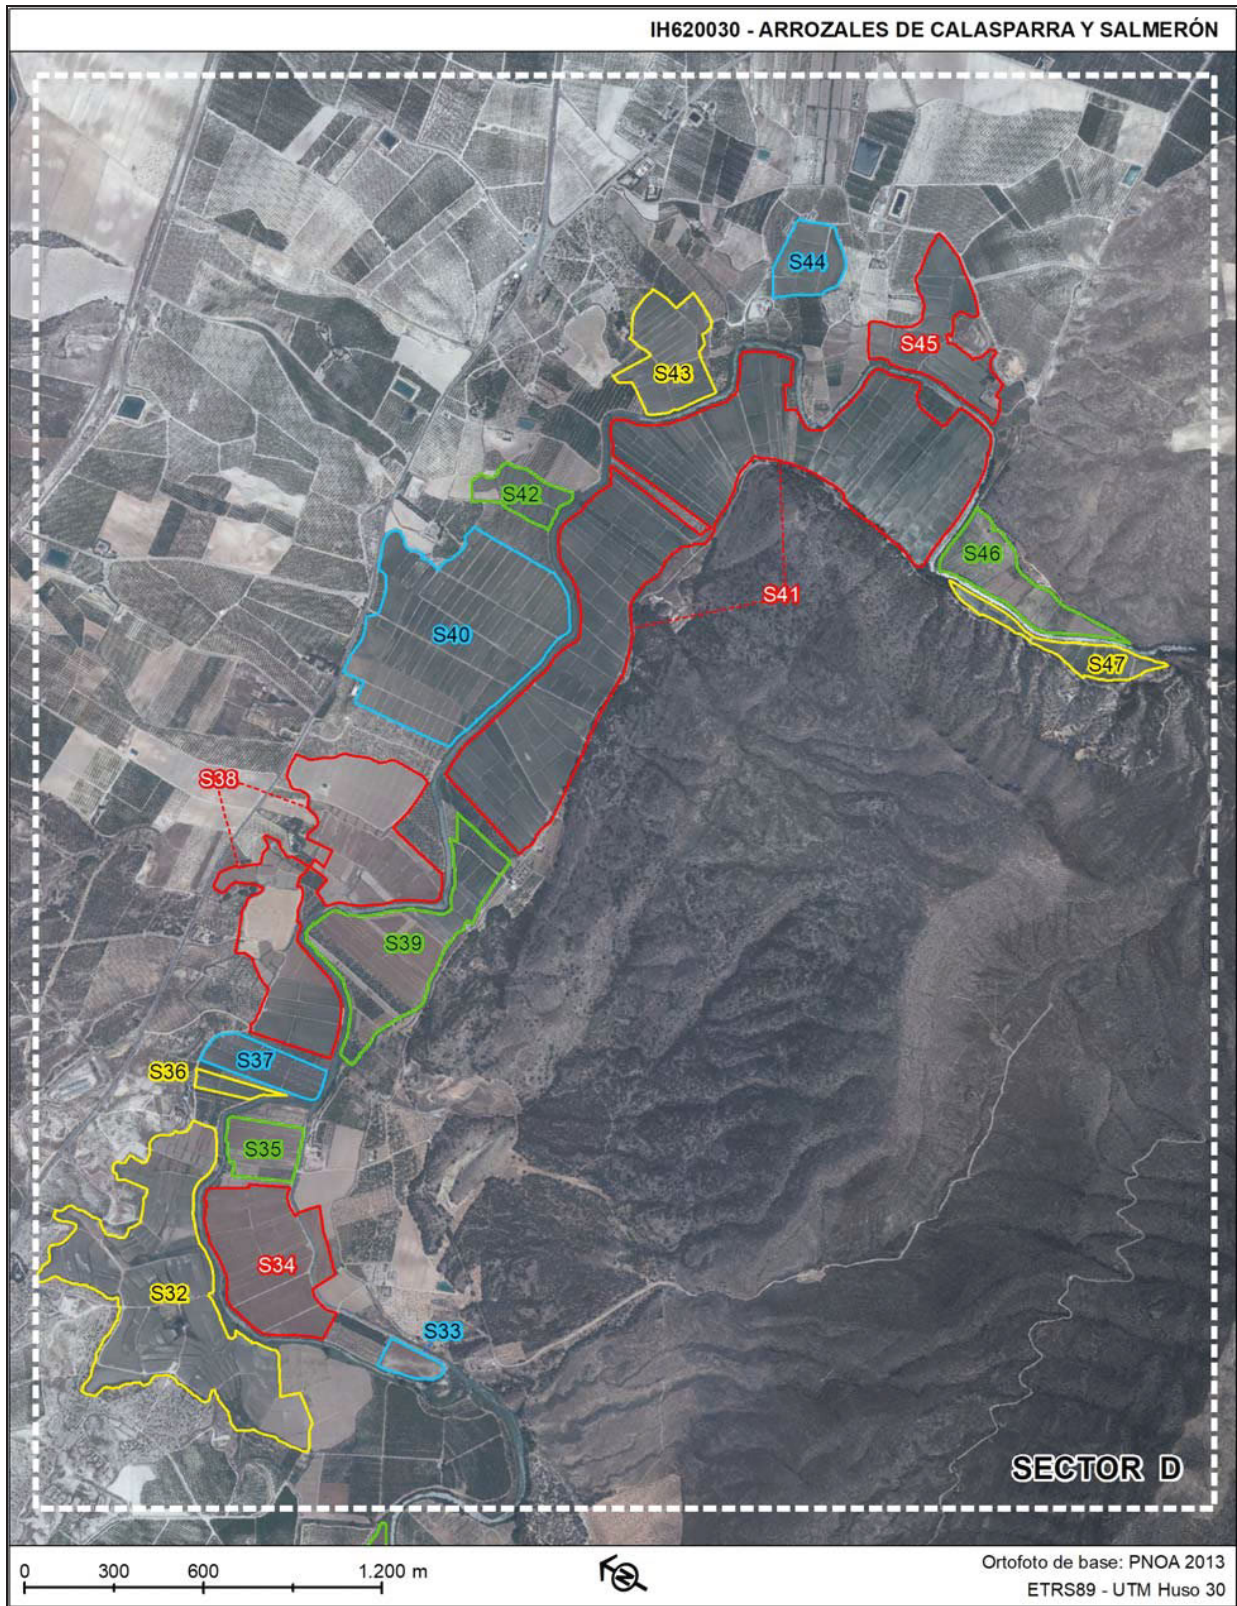 IH620030 - ARROZALES DE CALASPARRA Y SALMERÓN
S44
S45
S43
S42
S46
S41
S40
S47
S38
S39
S37
S36
S35
S34
S32
S33
SECTOR D
0 300 600 1.200 m
N
Ortofoto de base: PNOA 2013
ETRS89 - UTM Huso 30